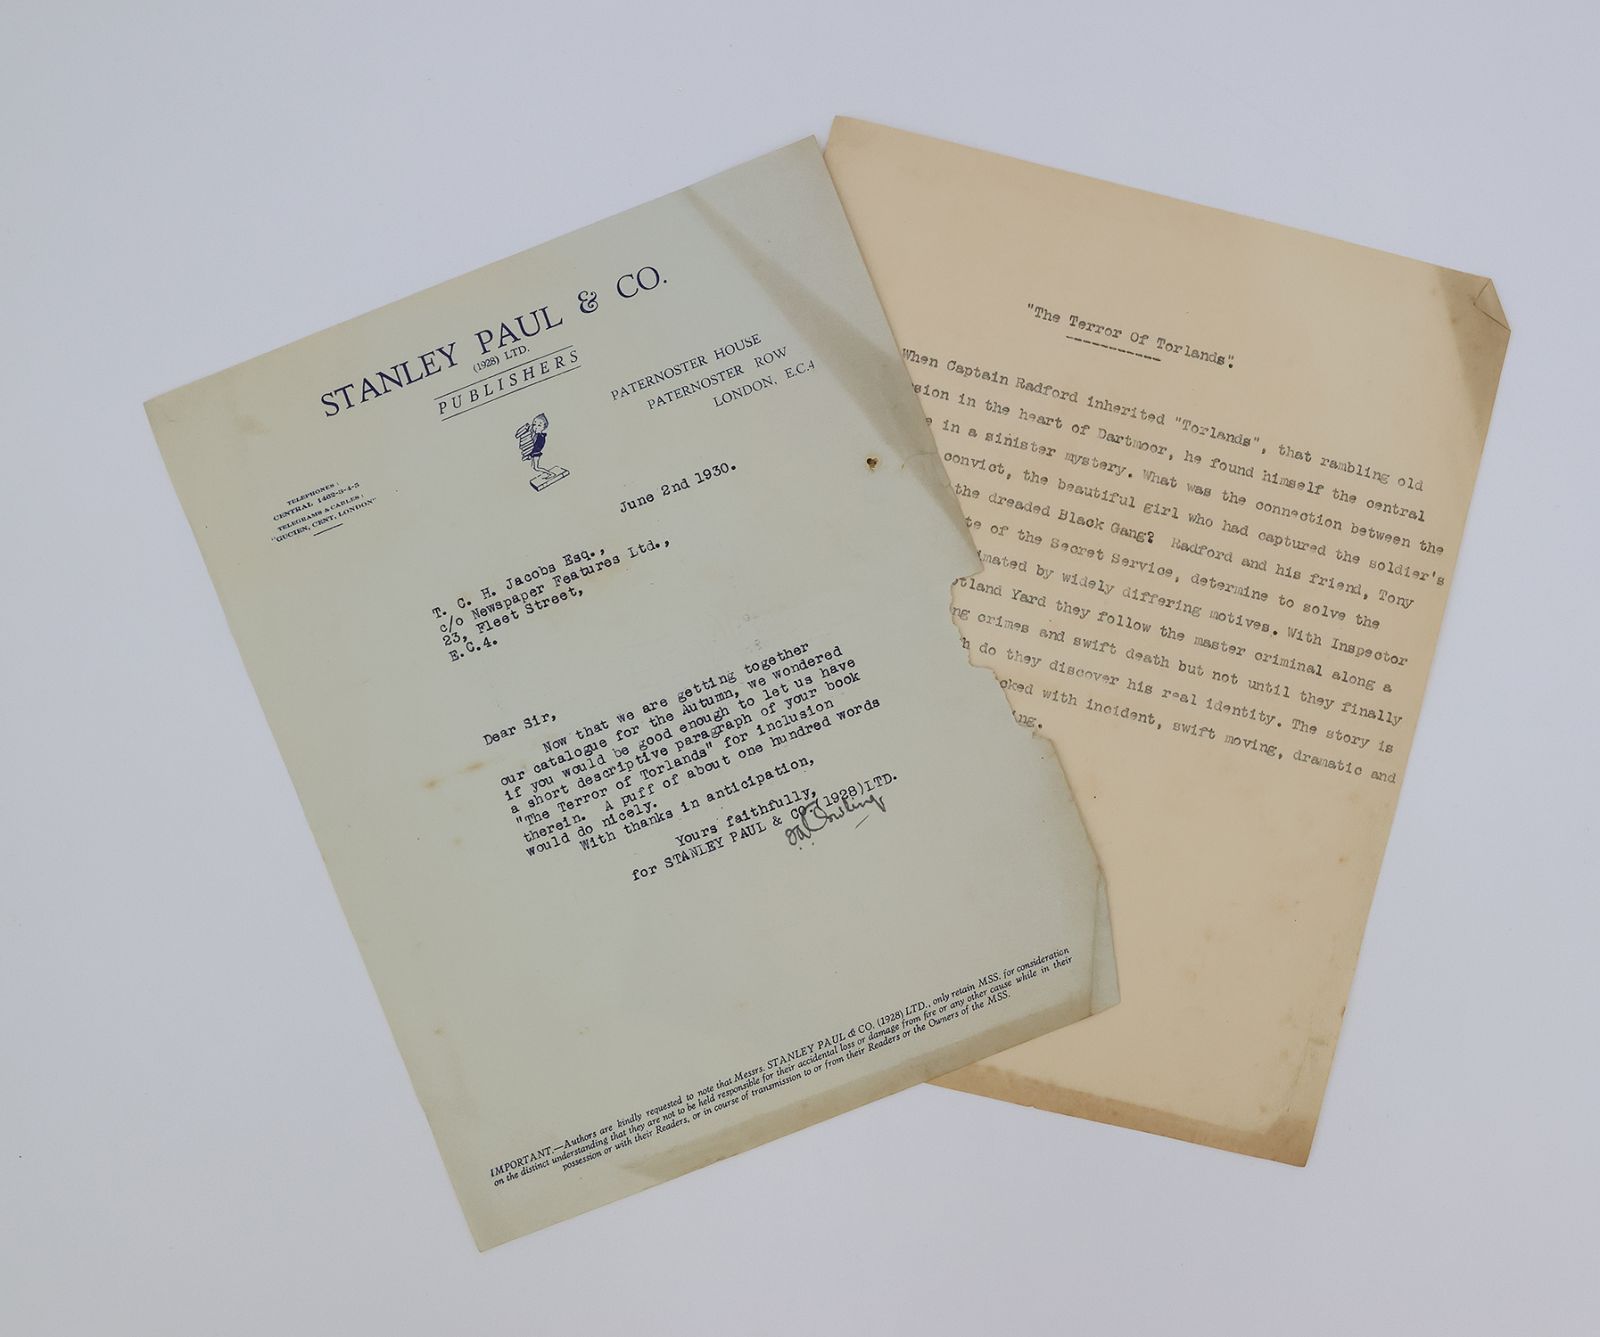 STANLEY PAUL & CO.
(1928) LTD.
PUBLISHERS
PATERNOSTER HOUSE
PATERNOSTER ROW
LONDON, E.C.4
TELEPHONES:
CENTRAL 1462-3-4-5
TELEGRAMS & CABLES:
"GUCIEN, CENT, LONDON"
June 2nd 1930.
T. C. H. Jacobs Esq.,
c/o Newspaper Features Ltd.,
23, Fleet Street,
E.C.4.
Dear Sir,
Now that we are getting together
our catalogue for the Autumn, we wondered
if you would be good enough to let us have
a short descriptive paragraph of your book
"The Terror of Torlands" for inclusion
therein. A puff of about one hundred words
would do nicely.
With thanks in anticipation,
Yours faithfully,
for STANLEY PAUL & CO.(1928)LTD.
IMPORTANT.—Authors are kindly requested to note that Messrs. STANLEY PAUL & CO. (1928) LTD., only retain MSS. for consideration
on the distinct understanding that they are not to be held responsible for their accidental loss or damage from fire or any other cause while in their
possession or with their Readers, or in course of transmission to or from their Readers or the Owners of the MSS.
"The Terror Of Torlands".
When Captain Radford inherited "Torlands", that rambling old
sion in the heart of Dartmoor, he found himself the central
e in a sinister mystery. What was the connection between the
convict, the beautiful girl who had captured the soldier's
the dreaded Black Gang? Radford and his friend, Tony
te of the Secret Service, determine to solve the
imated by widely differing motives. With Inspector
otland Yard they follow the master criminal along a
ng crimes and swift death but not until they finally
h do they discover his real identity. The story is
cked with incident, swift moving, dramatic and
ing.